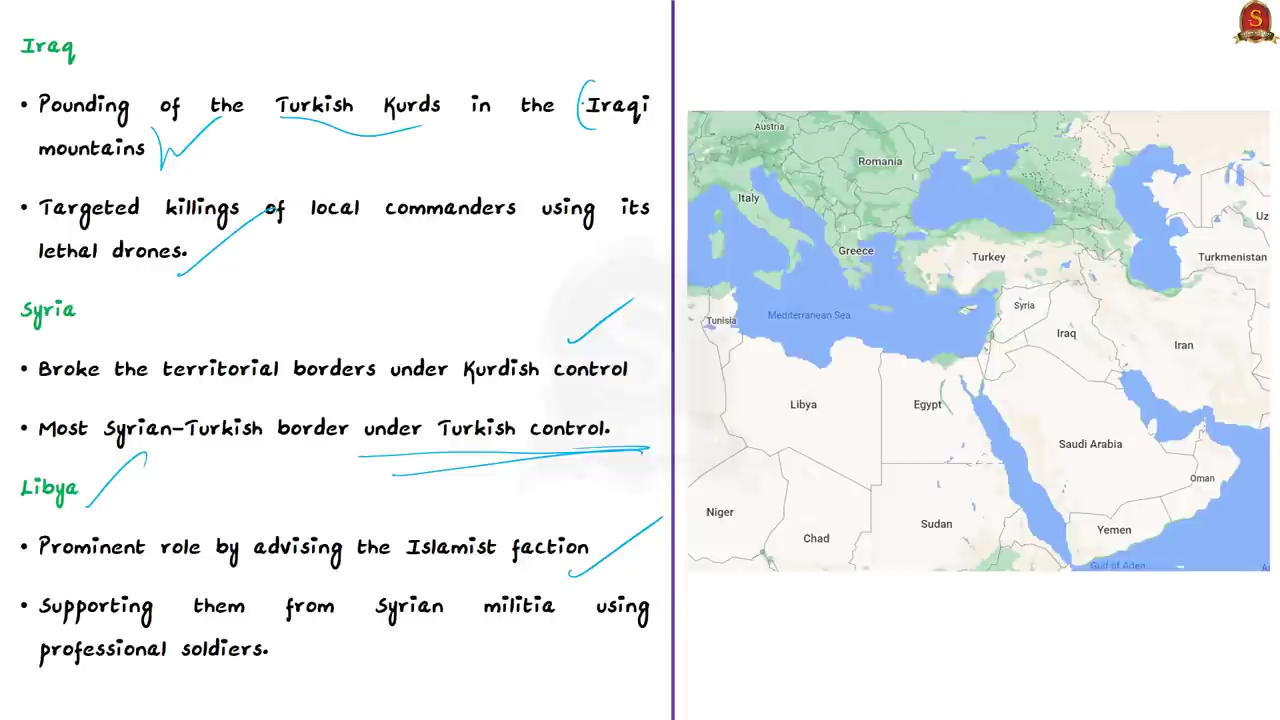 Iraq
• Pounding of the Turkish Kurds in the Iraqi
mountains
• Targeted killings of local commanders using its
lethal drones.
Syria
• Broke the territorial borders under Kurdish control
• Most Syrian-Turkish border under Turkish control.
Libya
• Prominent role by advising the Islamist faction
• Supporting them from Syrian militia using
professional soldiers.
S
Austria
Romania
Italy
Greece
Turkey
Uz
Turkmenistan
Tunisia
Mediterranean Sea
Syria
Iraq
Iran
Libya
Egypt
Saudi Arabia
Oman
Niger
Chad
Sudan
Yemen
Gulf of Aden